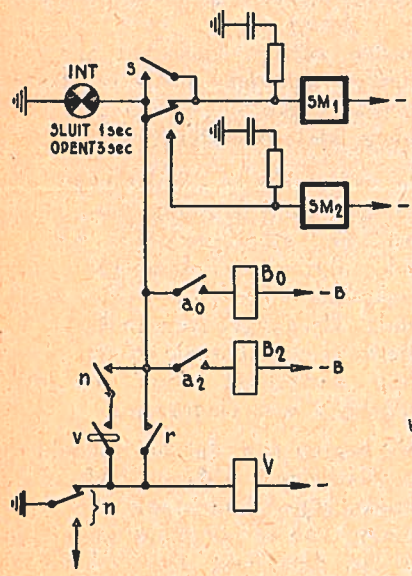 INT
S
O
SLUIT 1sec
OPENT 3sec
SM1
-
SM2
-
B0
a0
-B
B2
n
a2
-B
v
r
V
-
n